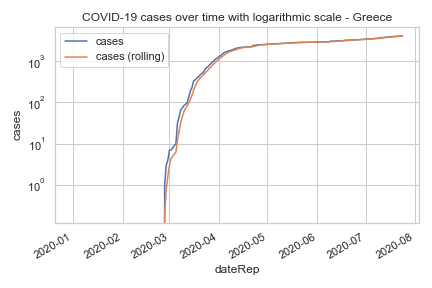 COVID-19 cases over time with logarithmic scale - Greece
cases
cases (rolling)
10³
10²
10¹
10⁰
cases
2020-01
2020-02
2020-03
2020-04
2020-05
2020-06
2020-07
2020-08
dateRep